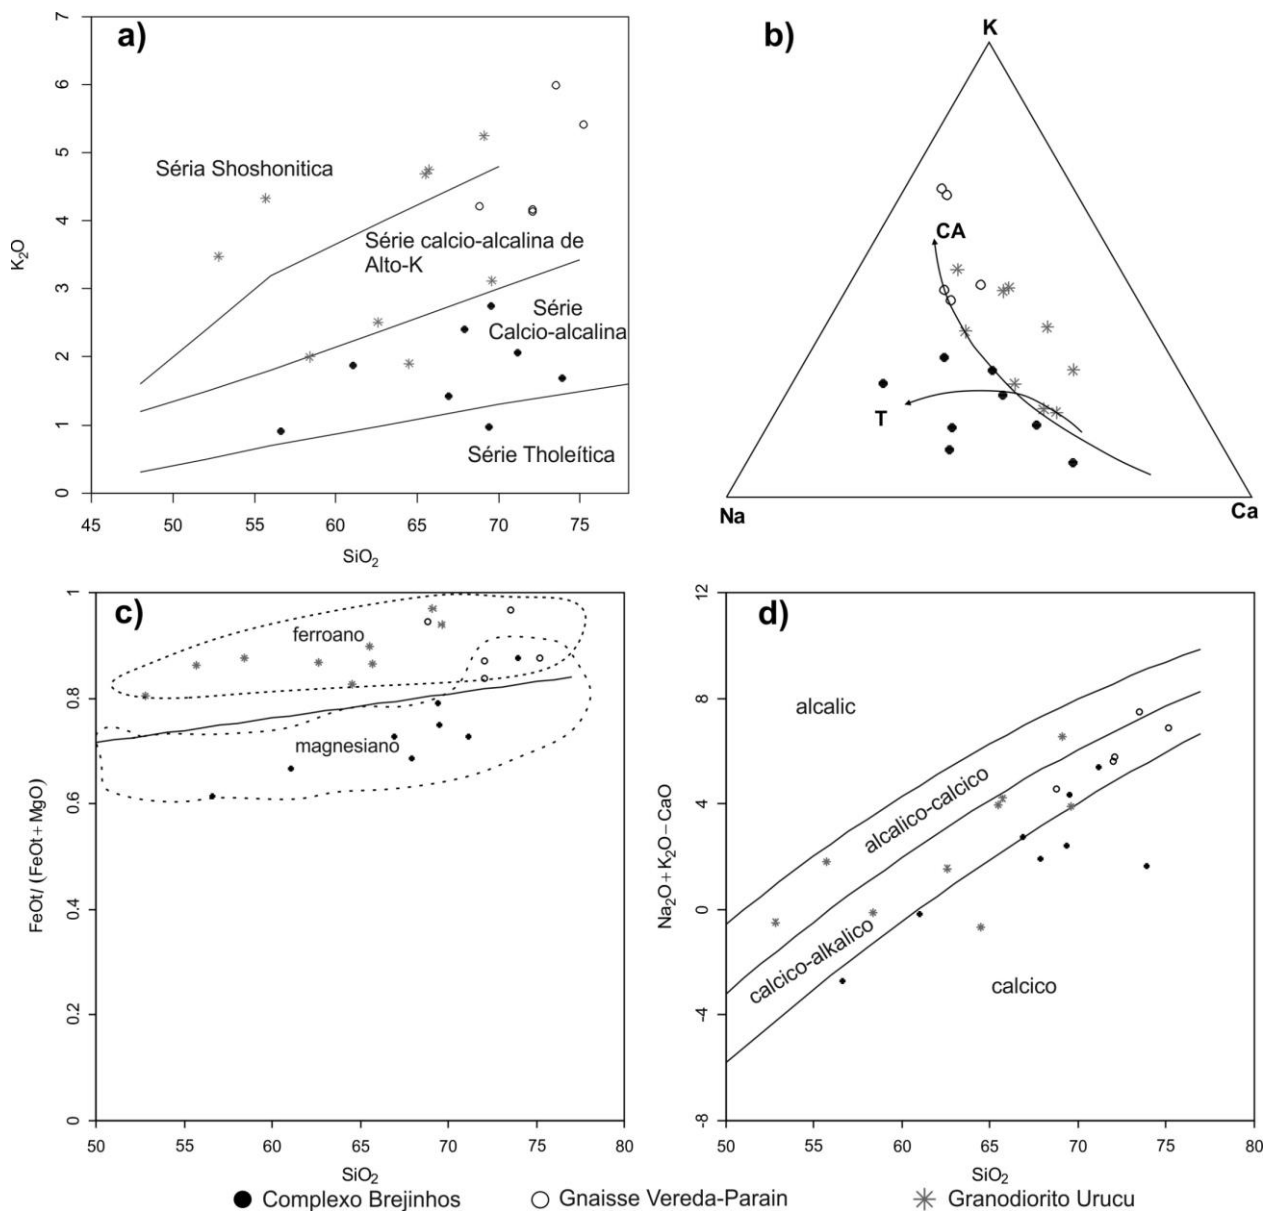 a)
7
6
5
4
3
2
1
0
K₂O
Séria Shoshonitica
Série calcio-alcalina de
Alto-K
Série
Calcio-alcalina
Série Tholeítica
45
50
55
60
65
70
75
SiO₂
b)
K
CA
T
Na
Ca
c)
1
0.8
0.6
0.4
0.2
0
FeOt/ (FeOt+MgO)
ferroano
magnesiano
50
55
60
65
70
75
80
SiO₂
d)
12
8
4
0
-4
-8
Na₂O+K₂O−CaO
alcalic
alcalico-calcico
calcico-alkalico
calcico
50
55
60
65
70
75
80
SiO₂
Complexo Brejinhos
Gnaisse Vereda-Parain
Granodiorito Urucu